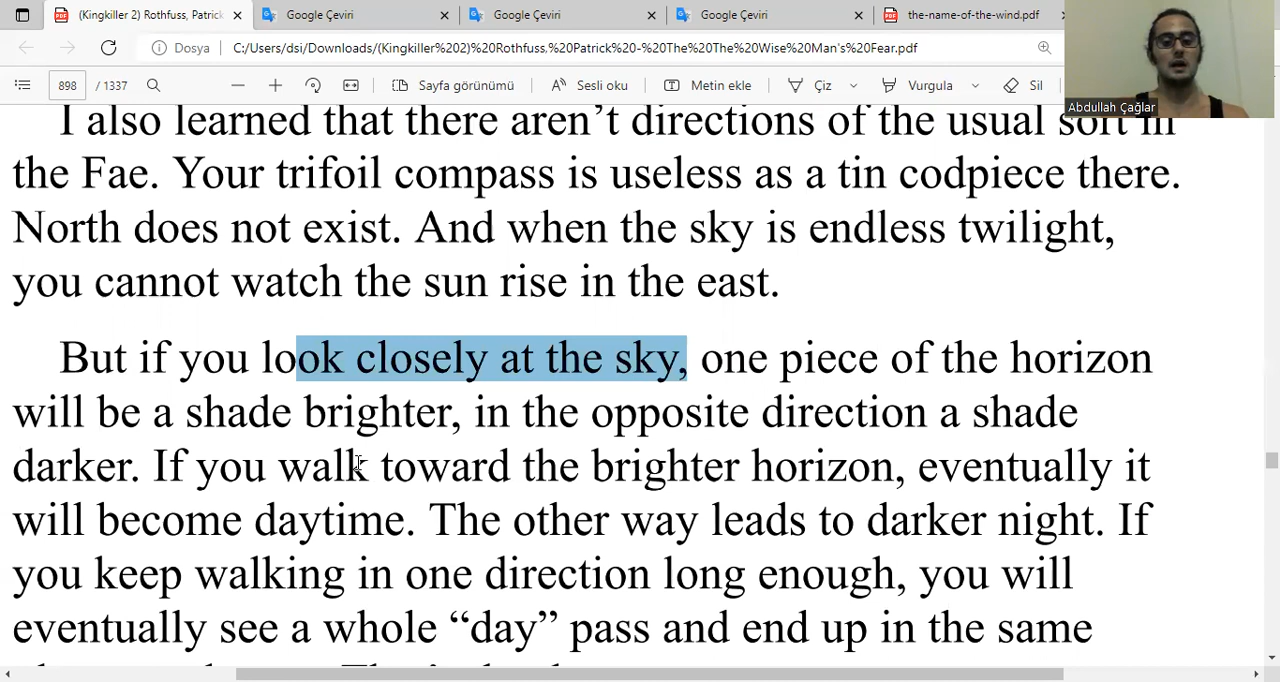 (Kingkiller 2) Rothfuss, Patrick
Google Çeviri
Google Çeviri
Google Çeviri
the-name-of-the-wind.pdf
Dosya
C:/Users/dsi/Downloads/(Kingkiller%202)%20Rothfuss,%20Patrick%20-%20The%20The%20Wise%20Man's%20Fear.pdf
898 / 1337
Sayfa görünümü
Sesli oku
Metin ekle
Çiz
Vurgula
Sil
Abdullah Çağlar
I also learned that there aren't directions of the usual sort in
the Fae. Your trifoil compass is useless as a tin codpiece there.
North does not exist. And when the sky is endless twilight,
you cannot watch the sun rise in the east.
But if you look closely at the sky, one piece of the horizon
will be a shade brighter, in the opposite direction a shade
darker. If you walk toward the brighter horizon, eventually it
will become daytime. The other way leads to darker night. If
you keep walking in one direction long enough, you will
eventually see a whole “day” pass and end up in the same